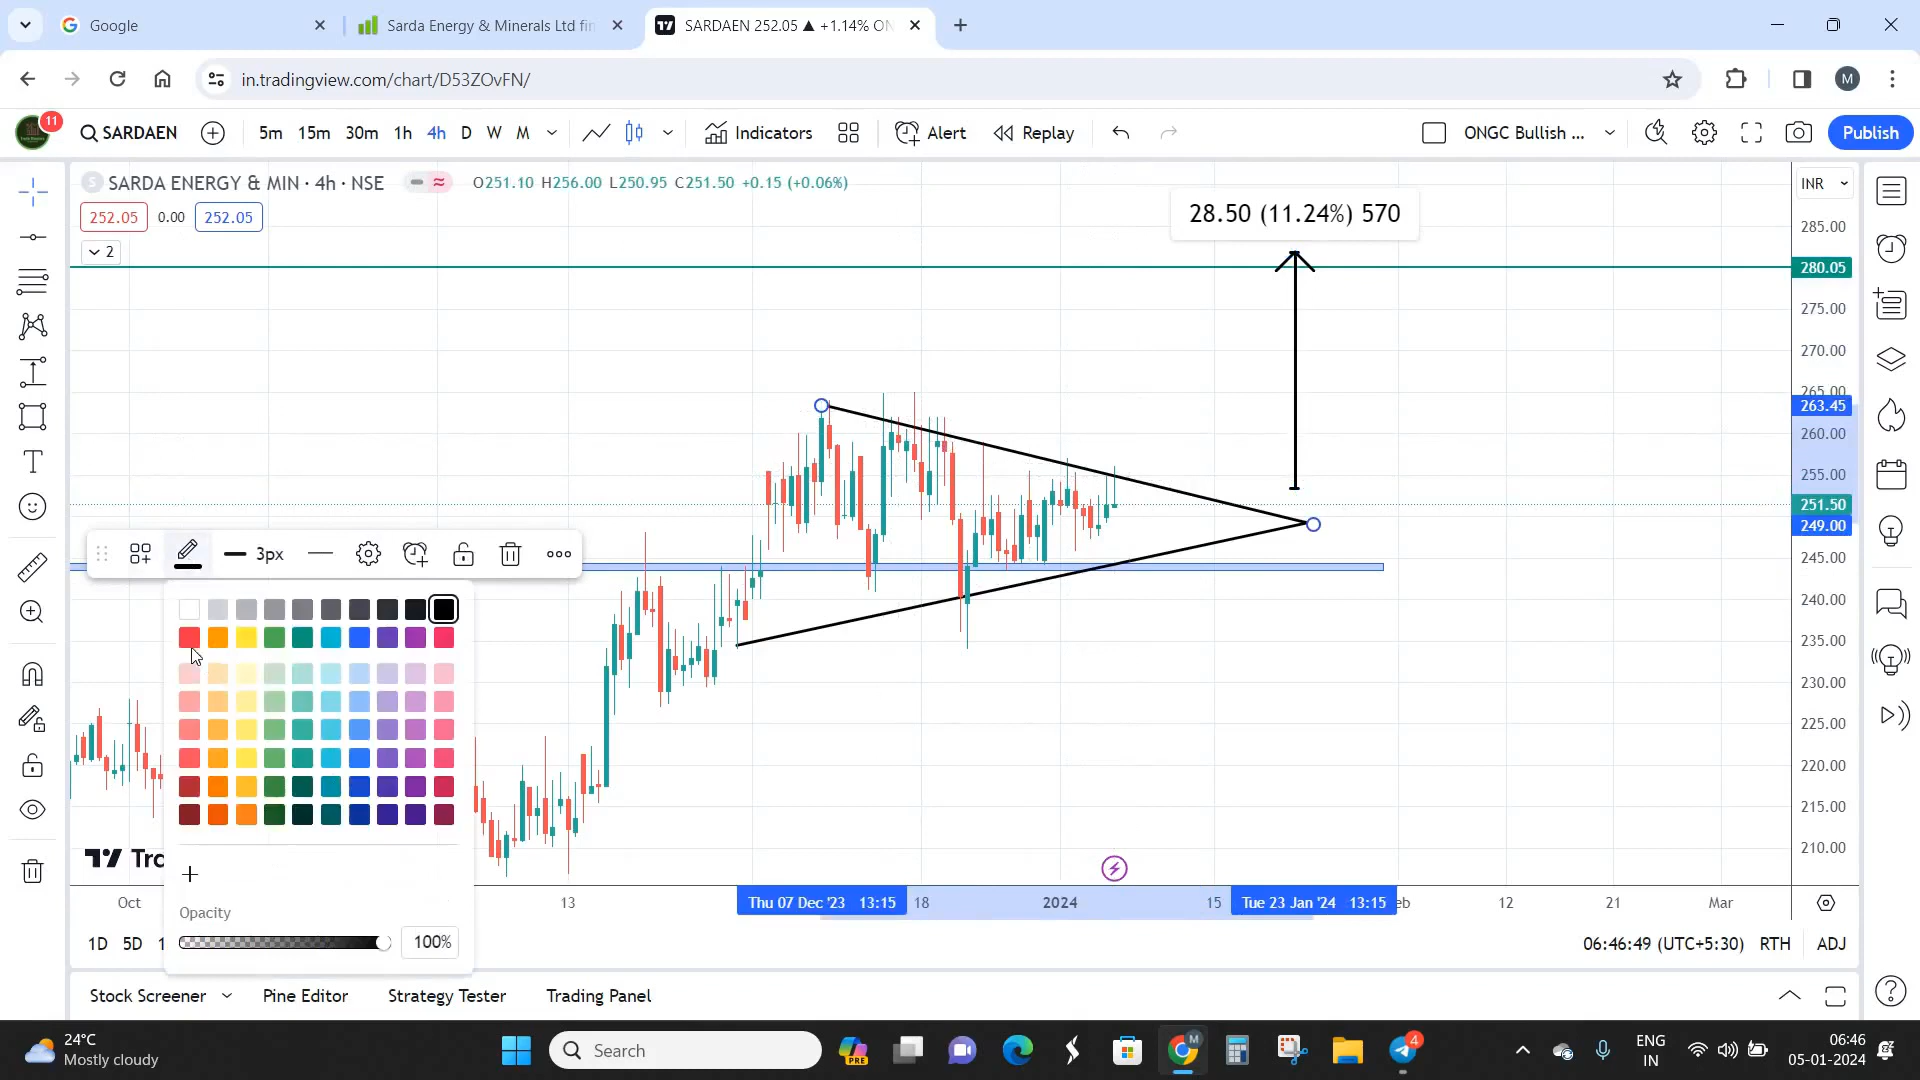 Google
Sarda Energy & Minerals Ltd fin
SARDAEN 252.05 ▲ +1.14% ON
in.tradingview.com/chart/D53ZOvFN/
M
11
SARDAEN
5m 15m 30m 1h 4h D W M
Indicators
Alert
Replay
ONGC Bullish ...
Publish
S SARDA ENERGY & MIN · 4h · NSE
O251.10 H256.00 L250.95 C251.50 +0.15 (+0.06%)
INR
252.05 0.00 252.05
2
28.50 (11.24%) 570
285.00
280.05
275.00
270.00
265.00
263.45
260.00
255.00
251.50
249.00
245.00
240.00
235.00
230.00
225.00
220.00
215.00
210.00
3px
Tra
Opacity
100%
Oct
13
Thu 07 Dec '23 13:15
18
2024
15
Tue 23 Jan '24 13:15
eb
12
21
Mar
1D 5D 1
06:46:49 (UTC+5:30) RTH ADJ
Stock Screener Pine Editor Strategy Tester Trading Panel
24°C
Mostly cloudy
Search
PRE
M
4
ENG
IN
06:46
05-01-2024